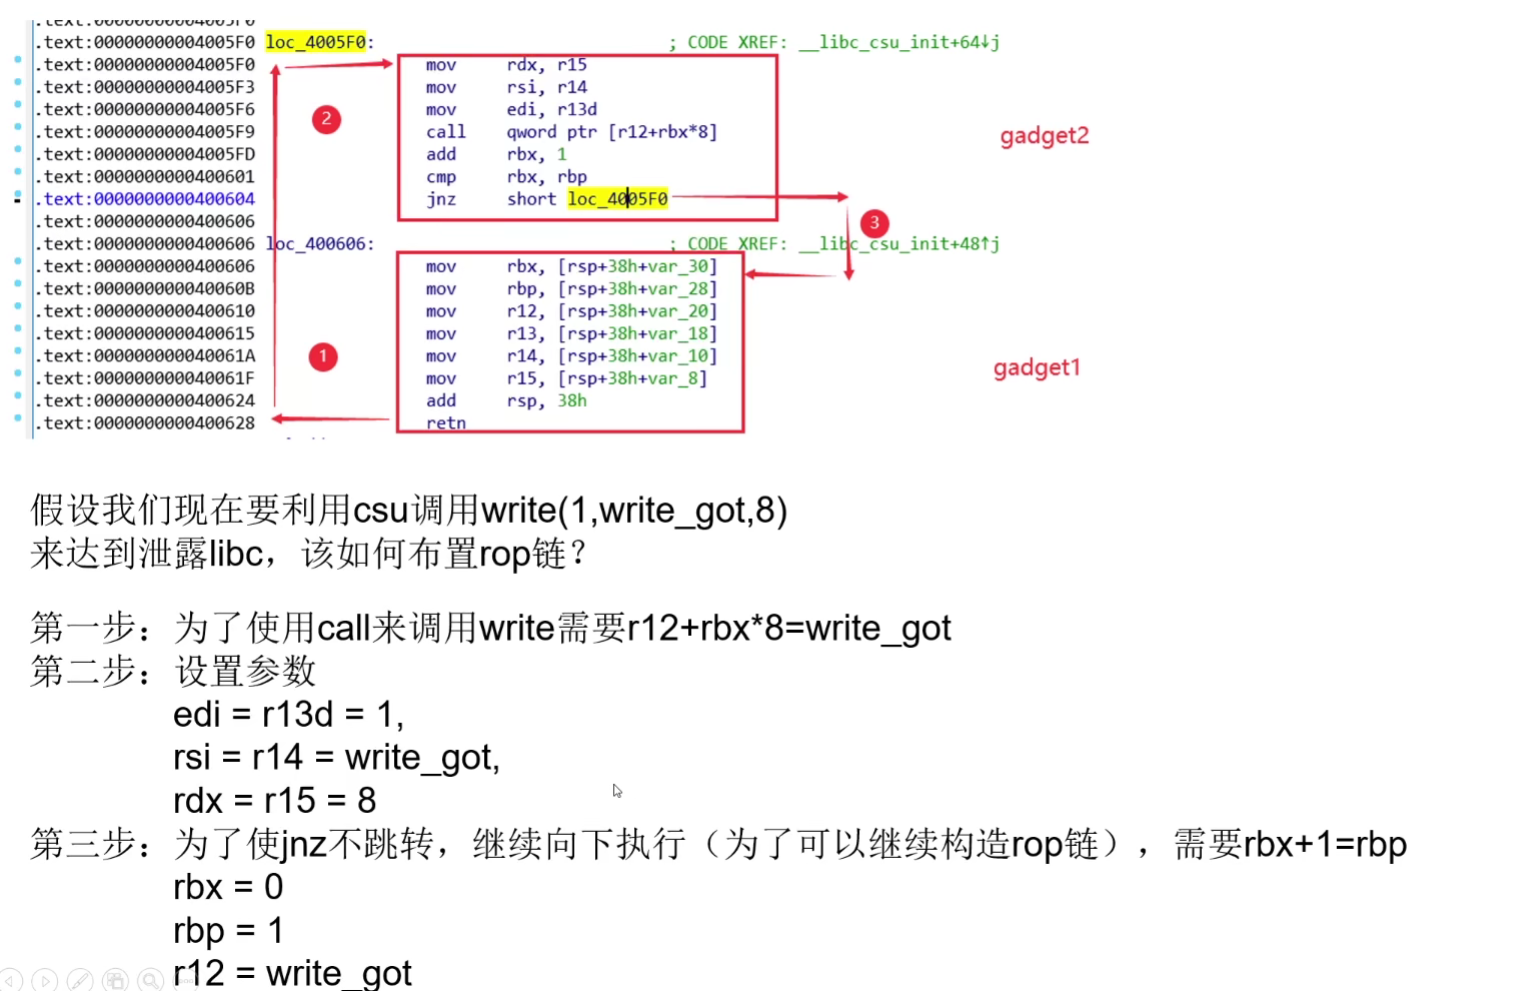 .text:00000000004005F0
.text:00000000004005F0 loc_4005F0: ; CODE XREF: __libc_csu_init+64↓j
.text:00000000004005F0 mov rdx, r15
.text:00000000004005F3 mov rsi, r14
.text:00000000004005F6 mov edi, r13d
.text:00000000004005F9 call qword ptr [r12+rbx*8]
.text:00000000004005FD add rbx, 1
.text:0000000000400601 cmp rbx, rbp
.text:0000000000400604 jnz short loc_4005F0
.text:0000000000400606
.text:0000000000400606 loc_400606: ; CODE XREF: __libc_csu_init+48↑j
.text:0000000000400606 mov rbx, [rsp+38h+var_30]
.text:000000000040060B mov rbp, [rsp+38h+var_28]
.text:0000000000400610 mov r12, [rsp+38h+var_20]
.text:0000000000400615 mov r13, [rsp+38h+var_18]
.text:000000000040061A mov r14, [rsp+38h+var_10]
.text:000000000040061F mov r15, [rsp+38h+var_8]
.text:0000000000400624 add rsp, 38h
.text:0000000000400628 retn
2
gadget2
3
1
gadget1
假设我们现在要利用csu调用write(1,write_got,8)
来达到泄露libc，该如何布置rop链？
第一步：为了使用call来调用write需要r12+rbx*8=write_got
第二步：设置参数
edi = r13d = 1,
rsi = r14 = write_got,
rdx = r15 = 8
第三步：为了使jnz不跳转，继续向下执行（为了可以继续构造rop链），需要rbx+1=rbp
rbx = 0
rbp = 1
r12 = write_got